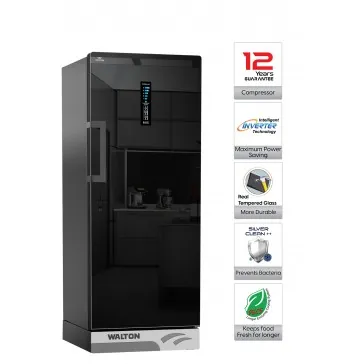 12
Years
GUARANTEE
Compressor
Intelligent
INVERTER
Technology
Maximum Power
Saving
Real
Tempered Glass
More Durable
SILVER
CLEAN ++
Prevents Bacteria
Keeps food
Fresh for longer
WALTON